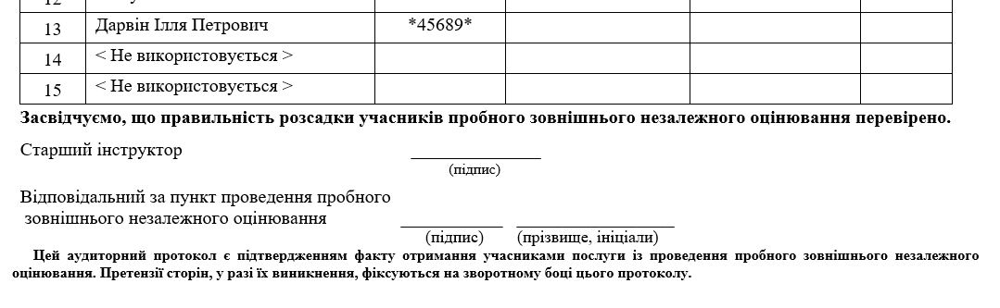 13 Дарвін Ілля Петрович *45689*
14 < Не використовується >
15 < Не використовується >
Засвідчуємо, що правильність розсадки учасників пробного зовнішнього незалежного оцінювання перевірено.
Старший інструктор
(підпис)
Відповідальний за пункт проведення пробного
зовнішнього незалежного оцінювання
(підпис) (прізвище, ініціали)
Цей аудиторний протокол є підтвердженням факту отримання учасниками послуги із проведення пробного зовнішнього незалежного
оцінювання. Претензії сторін, у разі їх виникнення, фіксуються на зворотному боці цього протоколу.